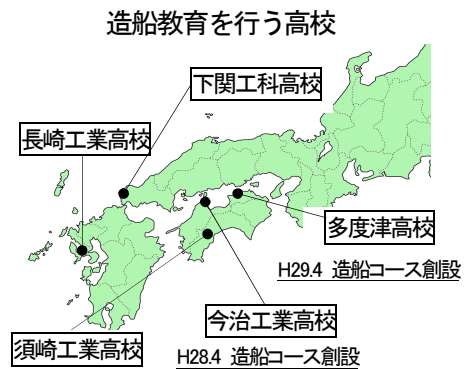 造船教育を行う高校
下関工科高校
長崎工業高校
多度津高校
H29.4 造船コース創設
今治工業高校
H28.4 造船コース創設
須崎工業高校